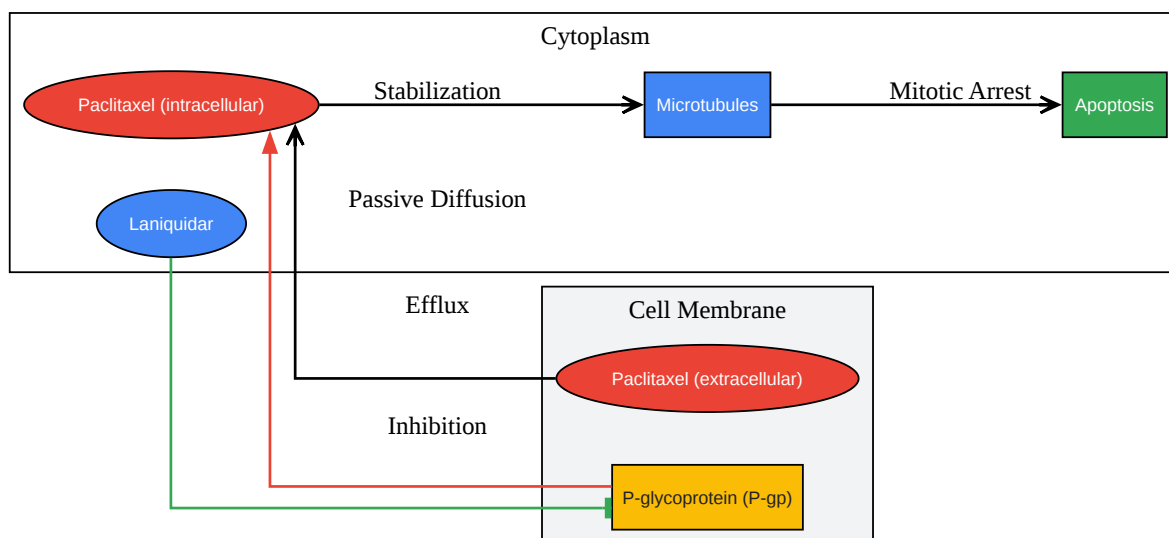 Cytoplasm
Paclitaxel (intracellular)
Stabilization
Microtubules
Mitotic Arrest
Apoptosis
Passive Diffusion
Laniquidar
Efflux
Cell Membrane
Paclitaxel (extracellular)
Inhibition
P-glycoprotein (P-gp)